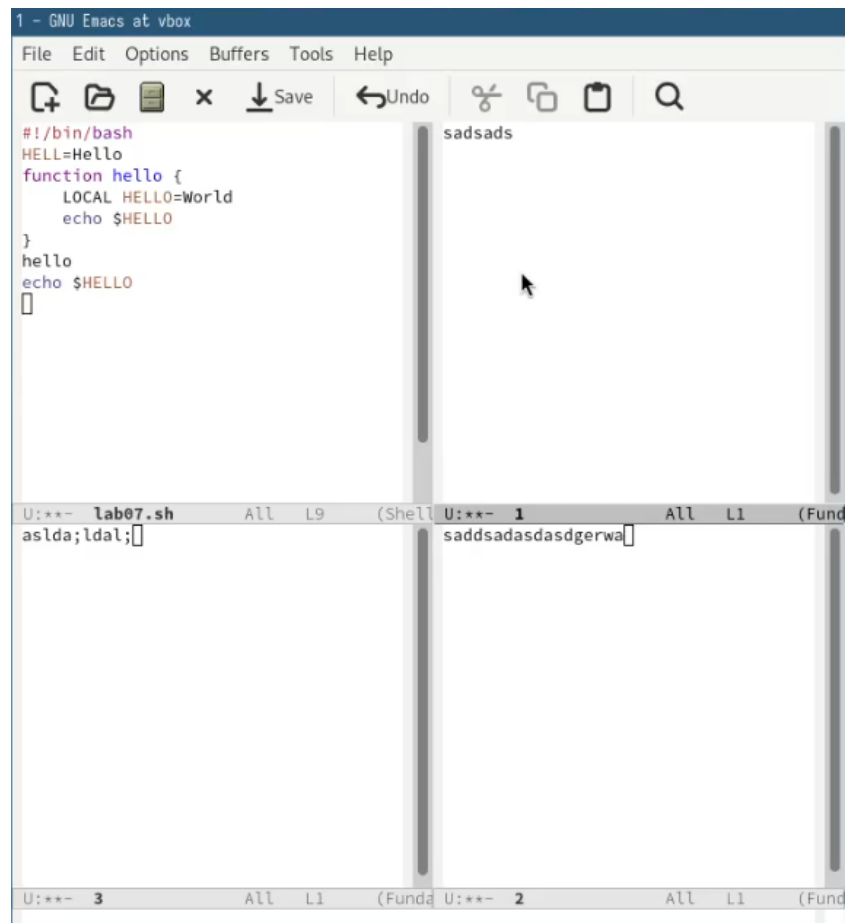 1 - GNU Emacs at vbox
File Edit Options Buffers Tools Help
Save Undo
#!/bin/bash
HELL=Hello
function hello {
    LOCAL HELLO=World
    echo $HELLO
}
hello
echo $HELLO
U:**- lab07.sh All L9 (Shell
sadsads
U:**- 1 All L1 (Fund
aslda;ldal;
U:**- 3 All L1 (Funda
saddsadasdasdgerwa
U:**- 2 All L1 (Fund